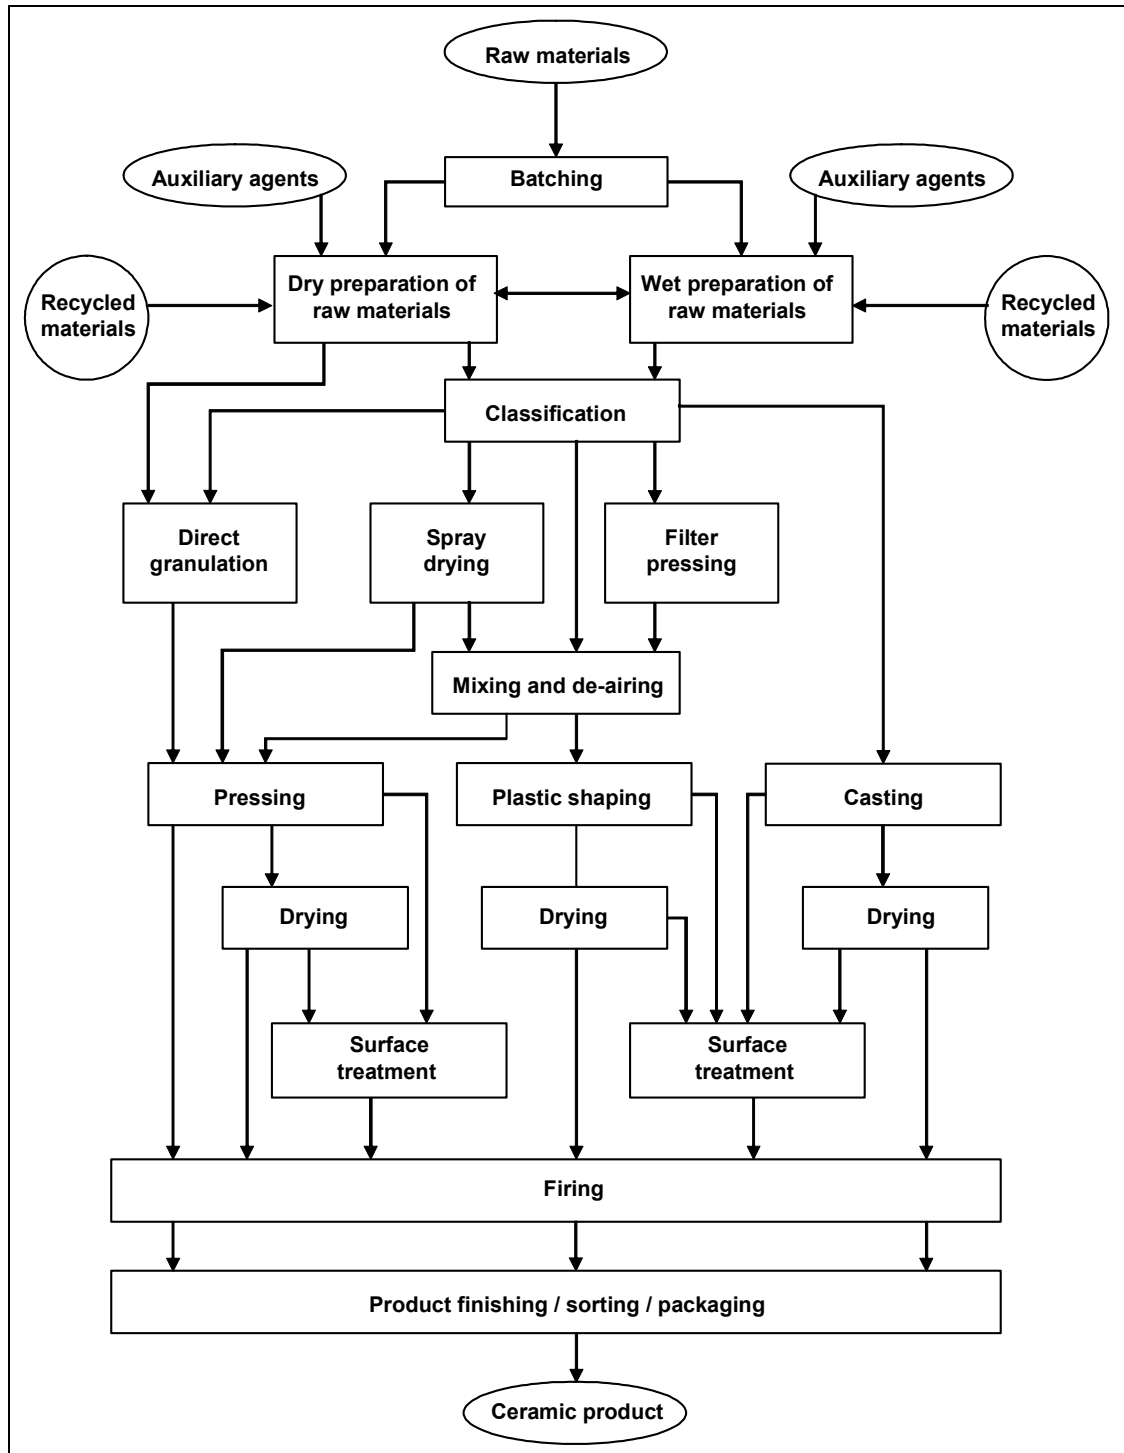 Raw materials
Batching
Auxiliary agents
Auxiliary agents
Dry preparation of
raw materials
Wet preparation of
raw materials
Recycled
materials
Recycled
materials
Classification
Direct
granulation
Spray
drying
Filter
pressing
Mixing and de-airing
Pressing
Plastic shaping
Casting
Drying
Drying
Drying
Surface
treatment
Surface
treatment
Firing
Product finishing / sorting / packaging
Ceramic product